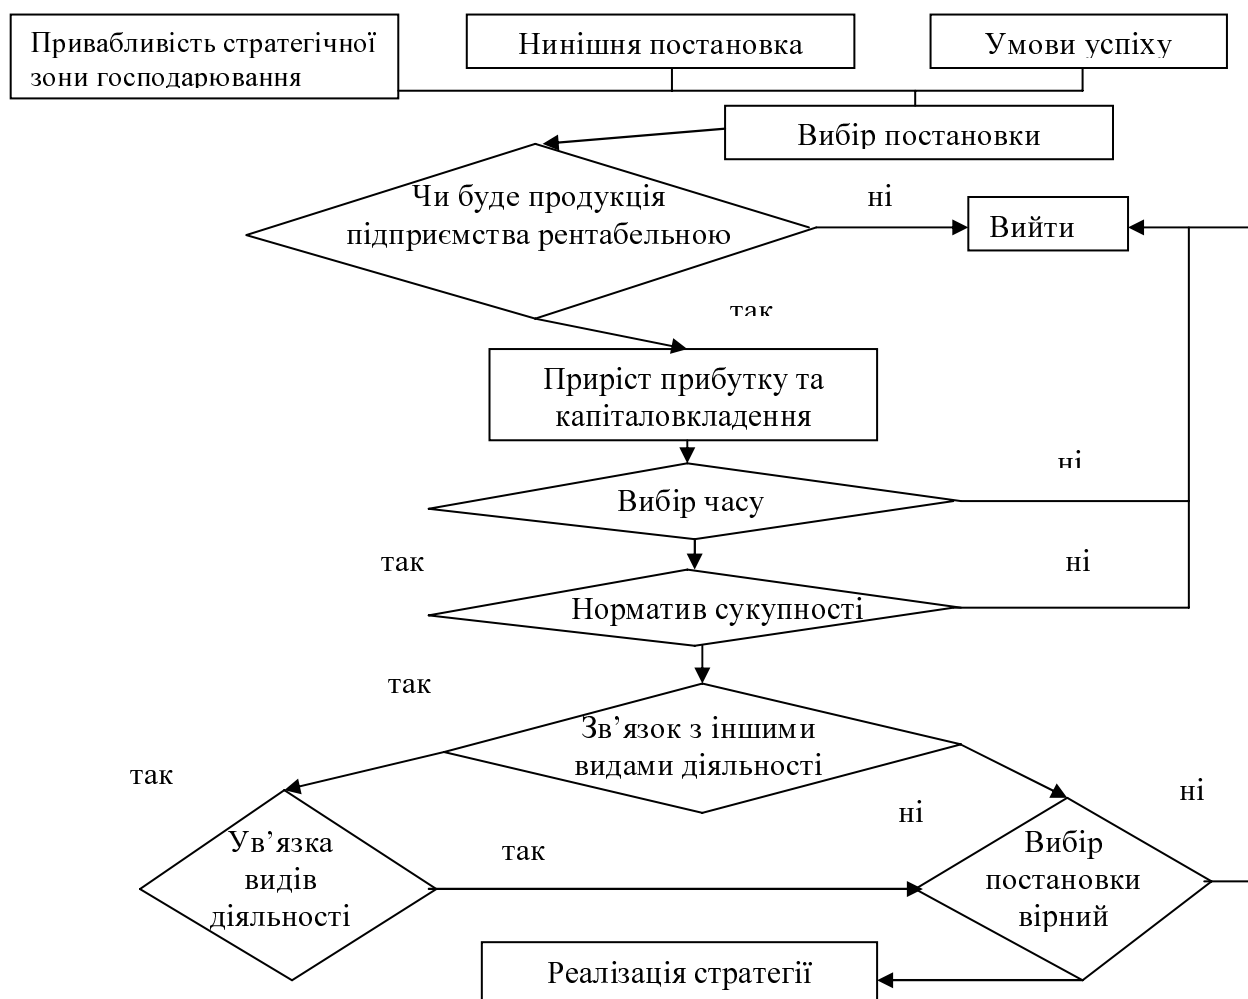 Привабливість стратегічної
зони господарювання
Нинішня постановка
Умови успіху
Вибір постановки
Чи буде продукція
підприємства рентабельною
ні
Вийти
так
Приріст прибутку та
капіталовкладення
ні
Вибір часу
так
ні
Норматив сукупності
так
Зв’язок з іншими
видами діяльності
так
ні
ні
Ув’язка
видів
діяльності
так
Вибір
постановки
вірний
Реалізація стратегії